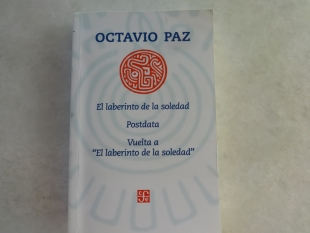 OCTAVIO PAZ
El laberinto de la soledad
Postdata
Vuelta a
"El laberinto de la soledad"